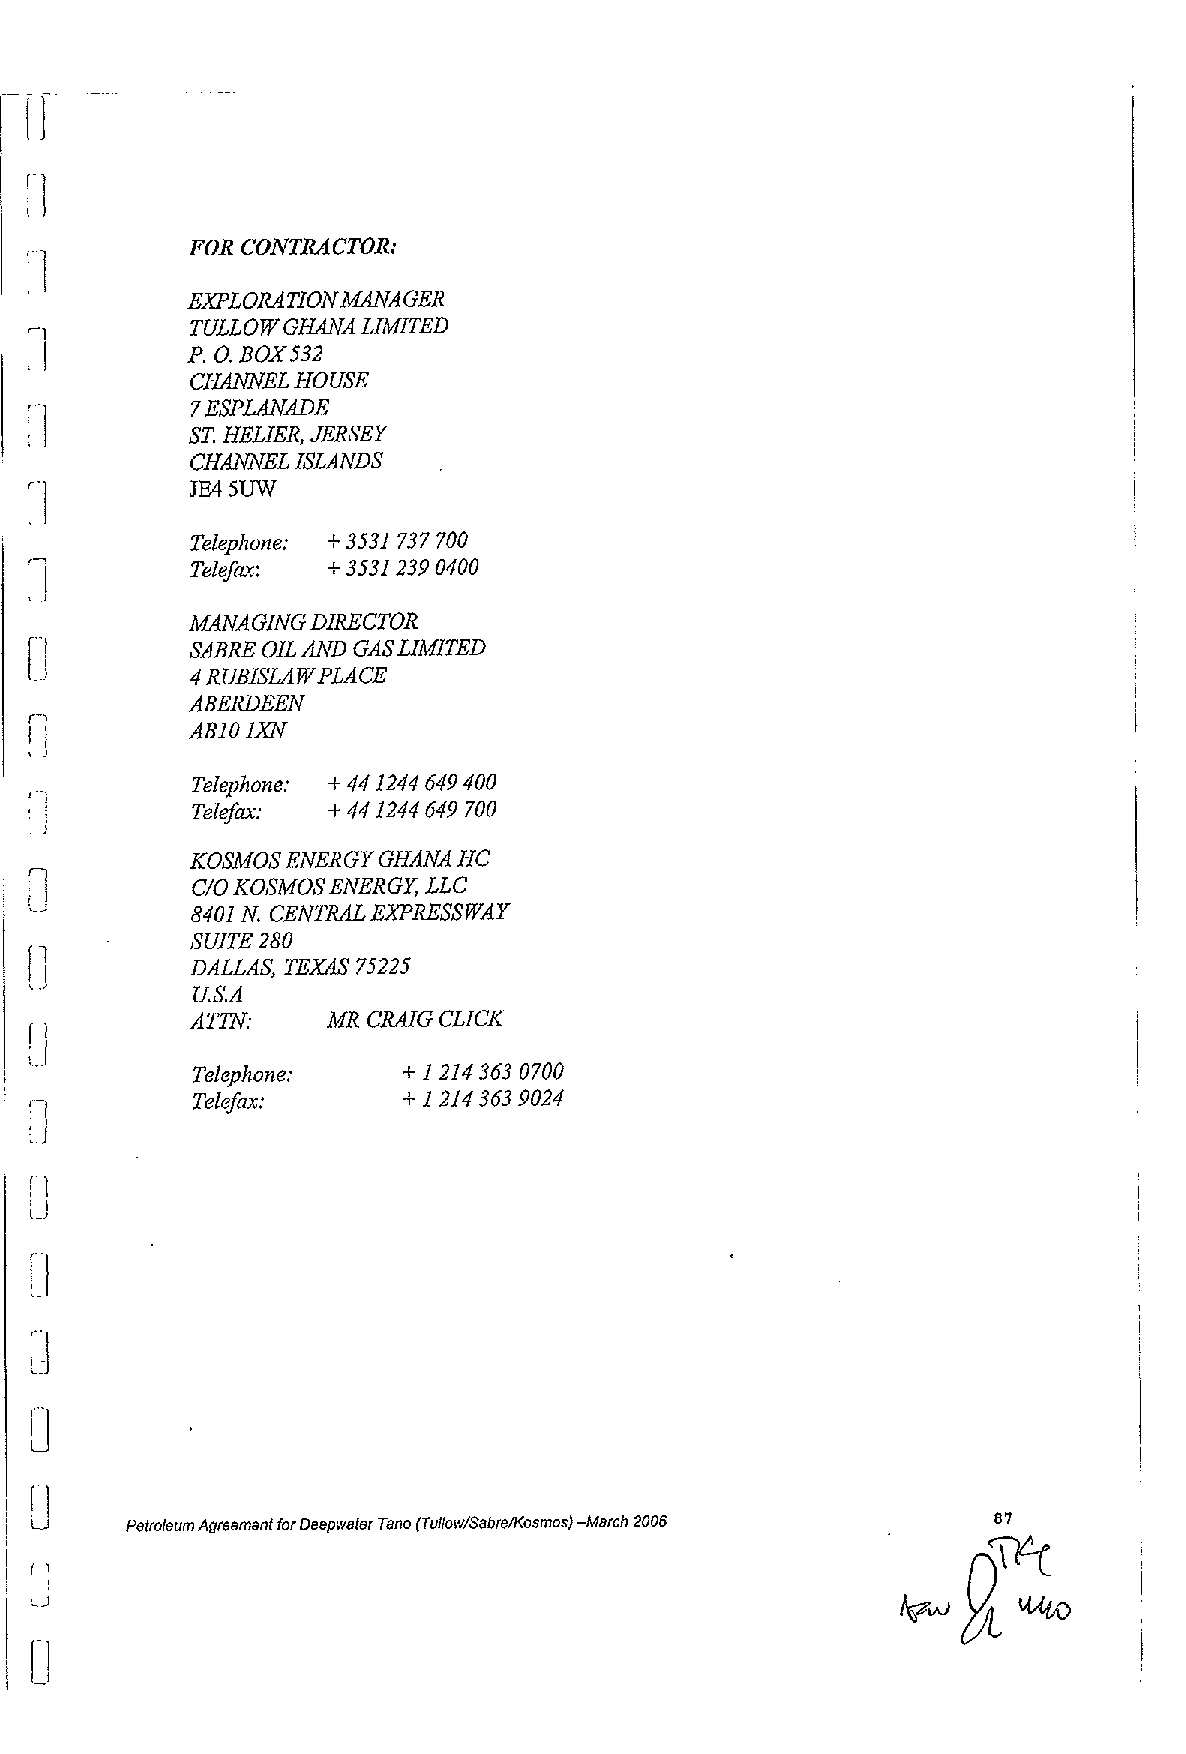 FOR CONTRACTOR:
EXPLORATION MANAGER
TULLOW GHANA LIMITED
P. O. BOX 532
CHANNEL HOUSE
7 ESPLANADE
ST. HELIER, JERSEY
CHANNEL ISLANDS
JE4 5UW
Telephone: + 3531 737 700
Telefax: + 3531 239 0400
MANAGING DIRECTOR
SABRE OIL AND GAS LIMITED
4 RUBISLAW PLACE
ABERDEEN
AB10 1XN
Telephone: + 44 1244 649 400
Telefax: + 44 1244 649 700
KOSMOS ENERGY GHANA HC
C/O KOSMOS ENERGY, LLC
8401 N. CENTRAL EXPRESSWAY
SUITE 280
DALLAS, TEXAS 75225
U.S.A
ATTN: MR CRAIG CLICK
Telephone: + 1 214 363 0700
Telefax: + 1 214 363 9024
Petroleum Agreement for Deepwater Tano (Tullow/Sabre/Kosmos) –March 2006 87